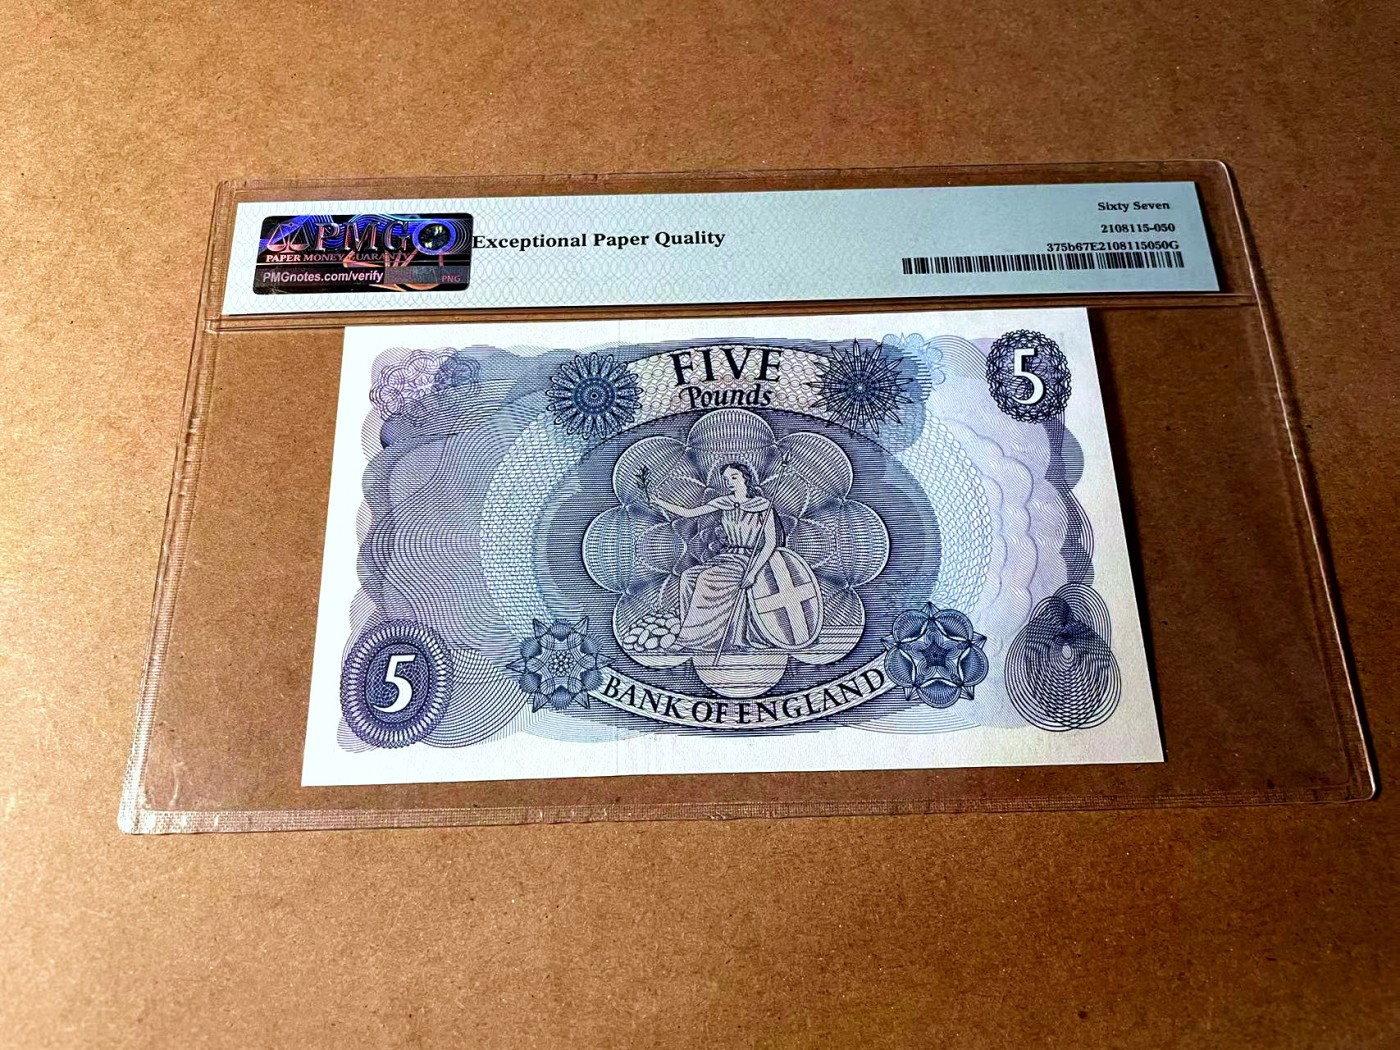 PMG
PAPER MONEY GUARANTY
PMGnotes.com/verify
PNG
Exceptional Paper Quality
Sixty Seven
2108115-050
375b67E2108115050G
FIVE
Pounds
5
5
BANK OF ENGLAND